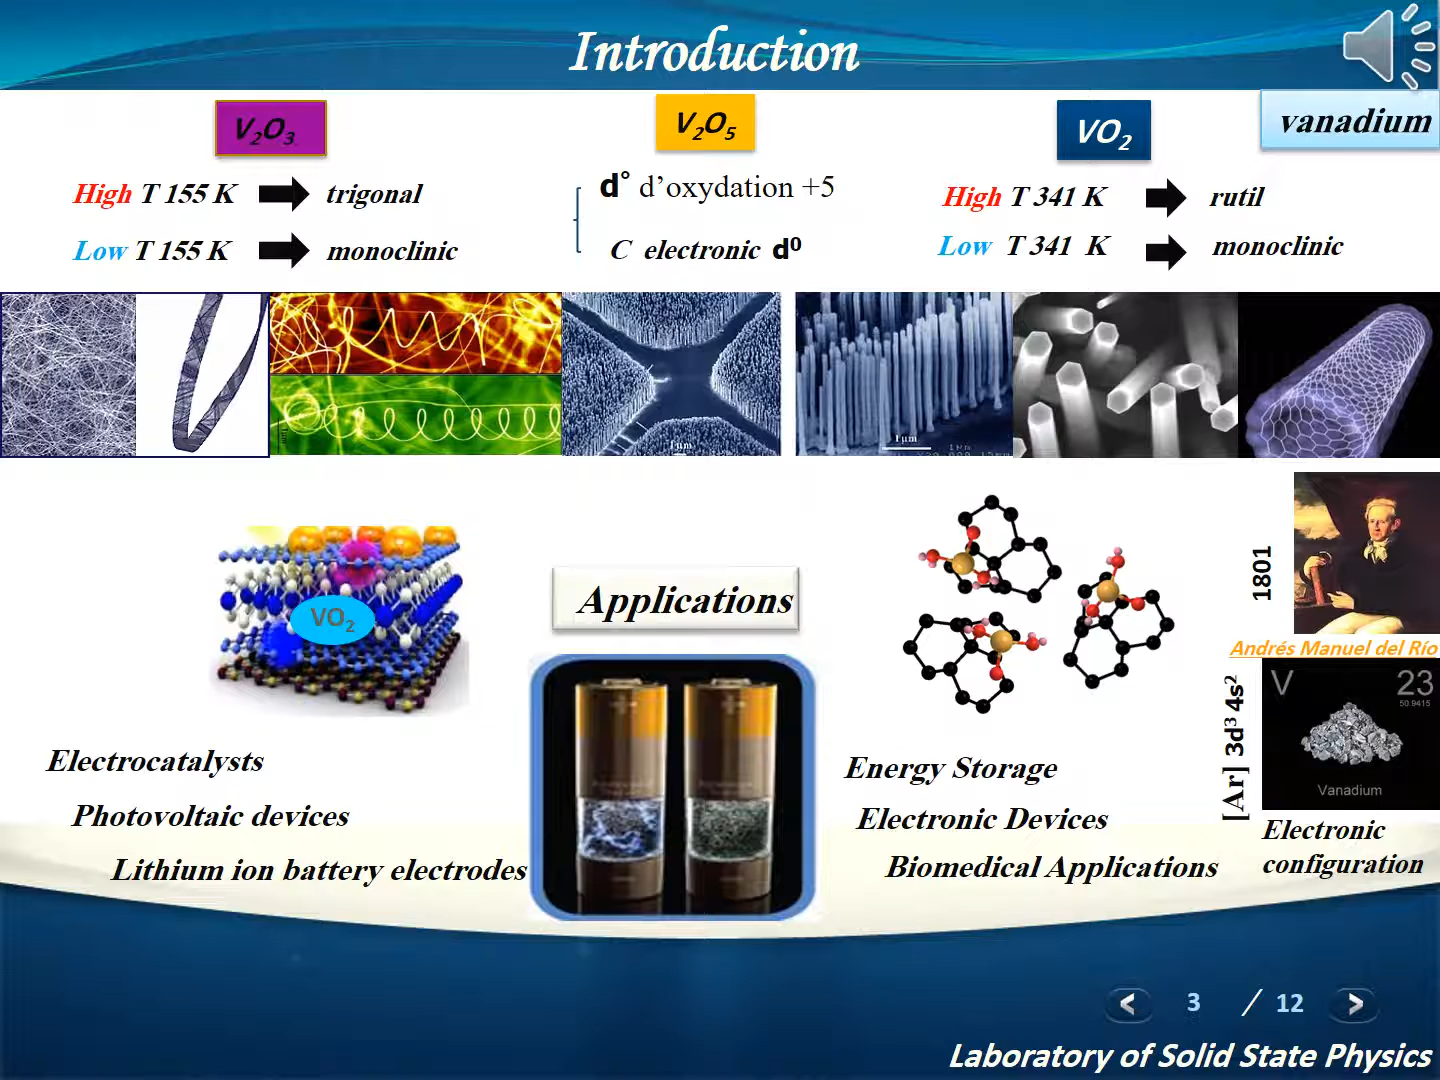 Introduction
V₂O₃
V₂O₅
VO₂
vanadium
High T 155 K trigonal
Low T 155 K monoclinic
d° d’oxydation +5
C electronic d⁰
High T 341 K rutil
Low T 341 K monoclinic
1µm
1µm
VO₂
Applications
1801
Andrés Manuel del Río
[Ar] 3d³ 4s²
V 23
50.9415
Vanadium
Electronic
configuration
Electrocatalysts
Photovoltaic devices
Lithium ion battery electrodes
Energy Storage
Electronic Devices
Biomedical Applications
3 / 12
Laboratory of Solid State Physics